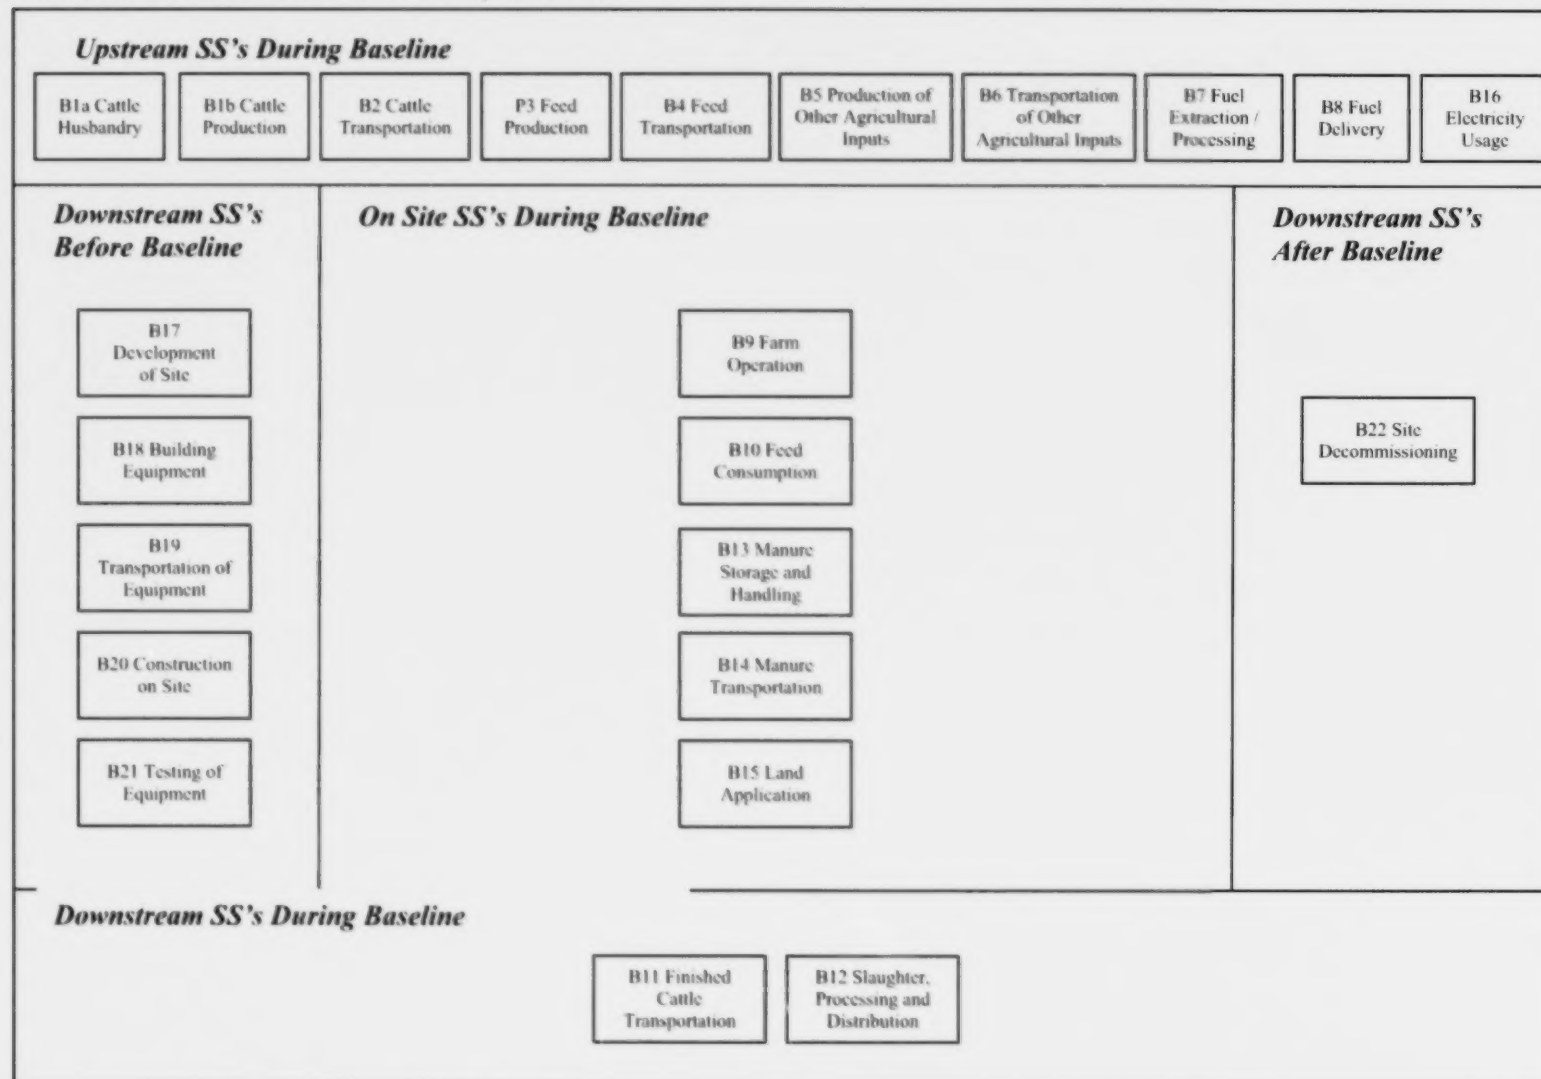 Upstream SS's During Baseline
B1a Cattle
Husbandry
B1b Cattle
Production
B2 Cattle
Transportation
P3 Feed
Production
B4 Feed
Transportation
B5 Production of
Other Agricultural
Inputs
B6 Transportation
of Other
Agricultural Inputs
B7 Fuel
Extraction /
Processing
B8 Fuel
Delivery
B16
Electricity
Usage
Downstream SS's
Before Baseline
B17
Development
of Site
B18 Building
Equipment
B19
Transportation of
Equipment
B20 Construction
on Site
B21 Testing of
Equipment
On Site SS's During Baseline
B9 Farm
Operation
B10 Feed
Consumption
B13 Manure
Storage and
Handling
B14 Manure
Transportation
B15 Land
Application
Downstream SS's
After Baseline
B22 Site
Decommissioning
Downstream SS's During Baseline
B11 Finished
Cattle
Transportation
B12 Slaughter,
Processing and
Distribution